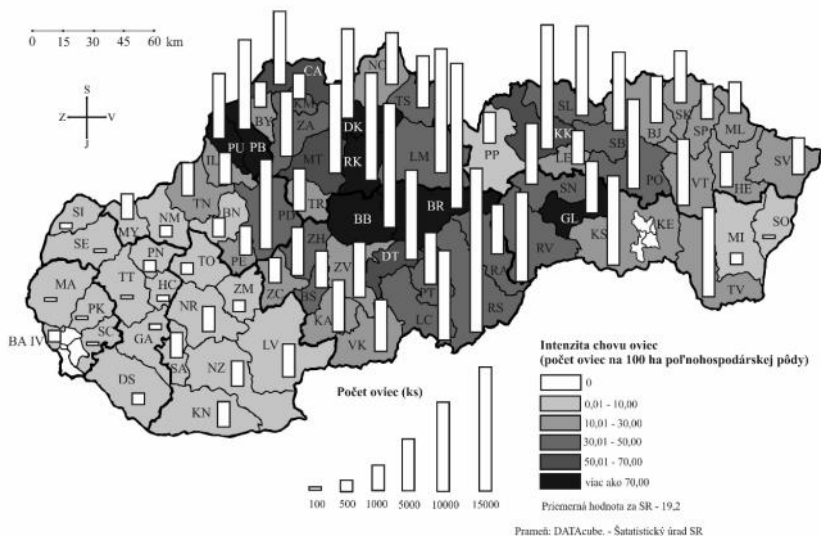 0 15 30 45 60 km
S
Z V
J
CA
NO
BY
KM
TS
DK
ZA
PU PB
RK
MT
LM
IL
PP
SL
KK
LE
SB
BJ
SK
SP
ML
SV
HE
VT
PO
TN
TR
PD
BN
BB
BR
SN
GL
SI
MY
NM
SE
PE
ZH
ZV
DT
RV
KS
KE
MI
SO
TV
MA
TT
PN
TO
HC
ZC
BS
ZM
KA
VK
PT
LC
RA
RS
PK
BA IV
SC
GA
NR
LV
SA
NZ
DS
KN
Počet oviec (ks)
100 500 1000 5000 10000 15000
Intenzita chovu oviec
(počet oviec na 100 ha poľnohospodárskej pôdy)
0
0,01 - 10,00
10,01 - 30,00
30,01 - 50,00
50,01 - 70,00
viac ako 70,00
Priemerná hodnota za SR - 19,2
Prameň: DATAcube. - Šatatistický úrad SR